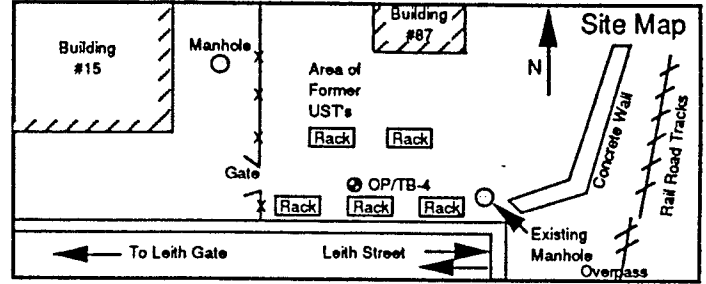 Site Map
Building
#87
Building
#15
Manhole
N
Area of
Former
UST's
Rack
Rack
Concrete Wall
Rail Road Tracks
Gate
OP/TB-4
Rack
Rack
Rack
Existing
Manhole
To Leith Gate
Leith Street
Overpass